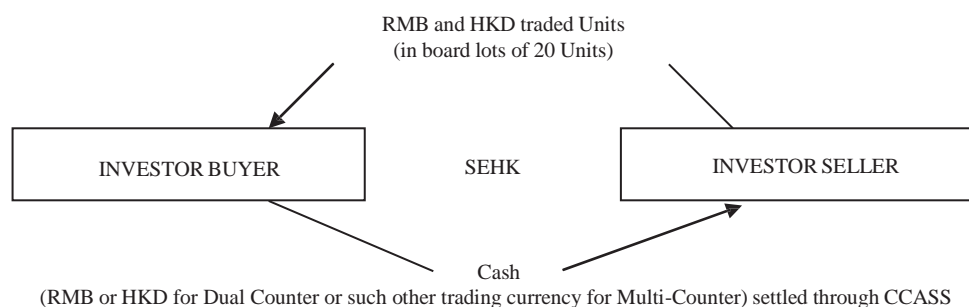 RMB and HKD traded Units
(in board lots of 20 Units)
INVESTOR BUYER
SEHK
INVESTOR SELLER
Cash
(RMB or HKD for Dual Counter or such other trading currency for Multi-Counter) settled through CCASS